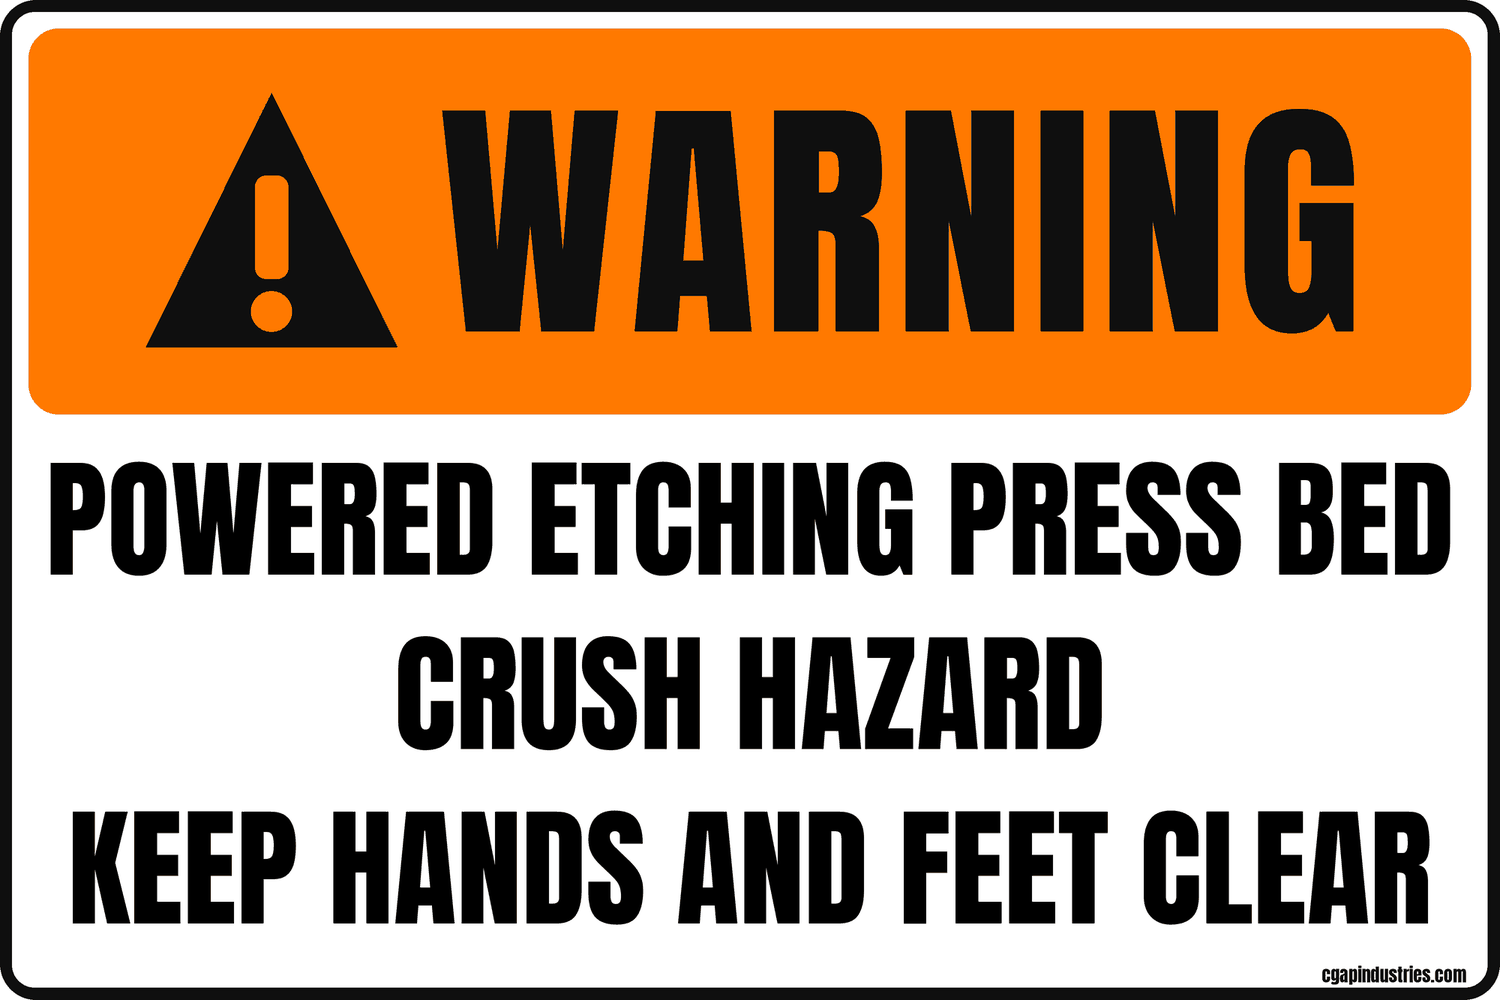 WARNING
POWERED ETCHING PRESS BED
CRUSH HAZARD
KEEP HANDS AND FEET CLEAR
cgapindustries.com